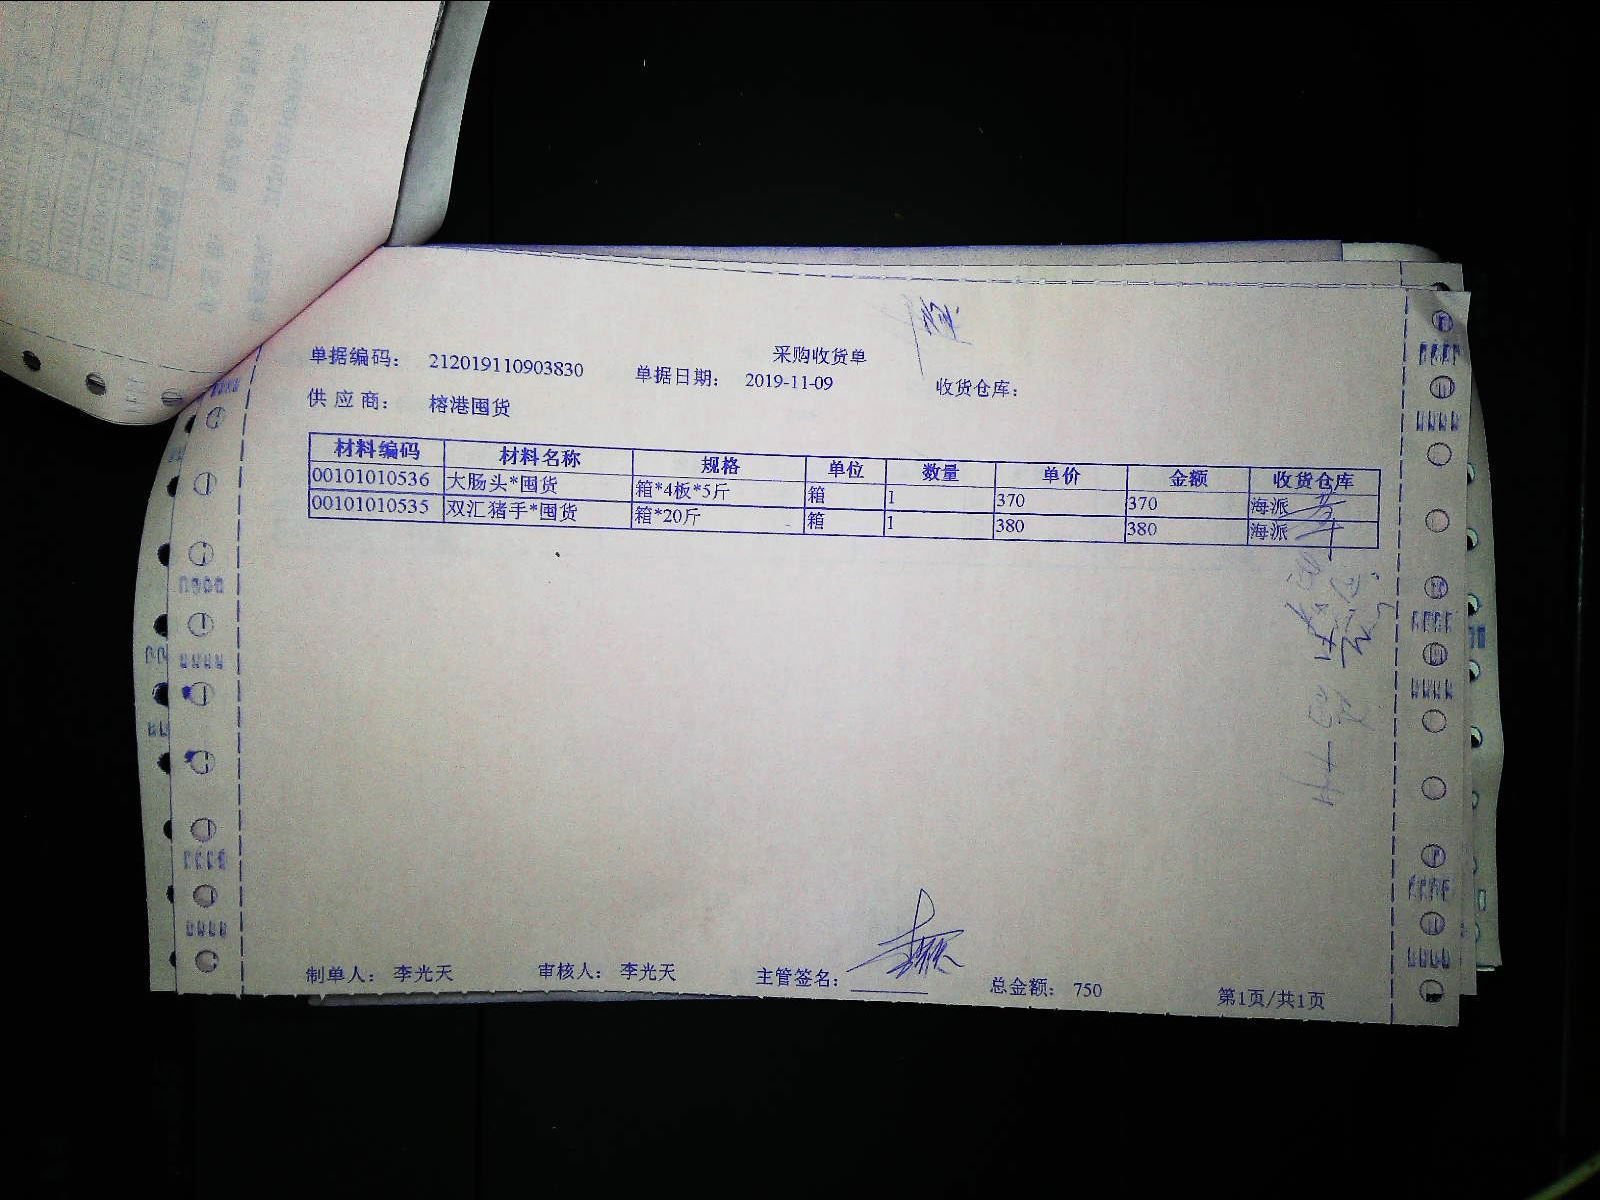 采购收货单
单据编码： 212019110903830 单据日期： 2019-11-09 收货仓库：
供应商： 榕港囤货
材料编码 材料名称 规格 单位 数量 单价 金额 收货仓库
00101010536 大肠头*囤货 箱*4板*5斤 箱 1 370 370 海派
00101010535 双汇猪手*囤货 箱*20斤 箱 1 380 380 海派
制单人： 李光天 审核人： 李光天 主管签名： 总金额： 750 第1页/共1页